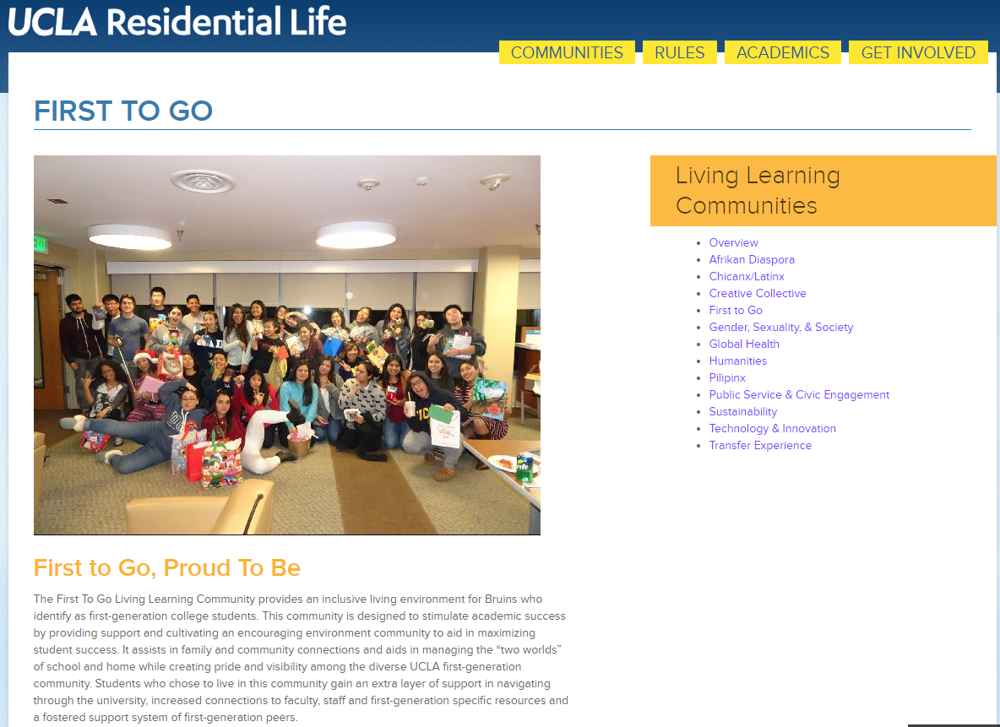 UCLA Residential Life
COMMUNITIES
RULES
ACADEMICS
GET INVOLVED
FIRST TO GO
EXIT
Living Learning
Communities
Overview
Afrikan Diaspora
Chicanx/Latinx
Creative Collective
First to Go
Gender, Sexuality, & Society
Global Health
Humanities
Pilipinx
Public Service & Civic Engagement
Sustainability
Technology & Innovation
Transfer Experience
First to Go, Proud To Be
The First To Go Living Learning Community provides an inclusive living environment for Bruins who
identify as first-generation college students. This community is designed to stimulate academic success
by providing support and cultivating an encouraging environment community to aid in maximizing
student success. It assists in family and community connections and aids in managing the “two worlds”
of school and home while creating pride and visibility among the diverse UCLA first-generation
community. Students who chose to live in this community gain an extra layer of support in navigating
through the university, increased connections to faculty, staff and first-generation specific resources and
a fostered support system of first-generation peers.